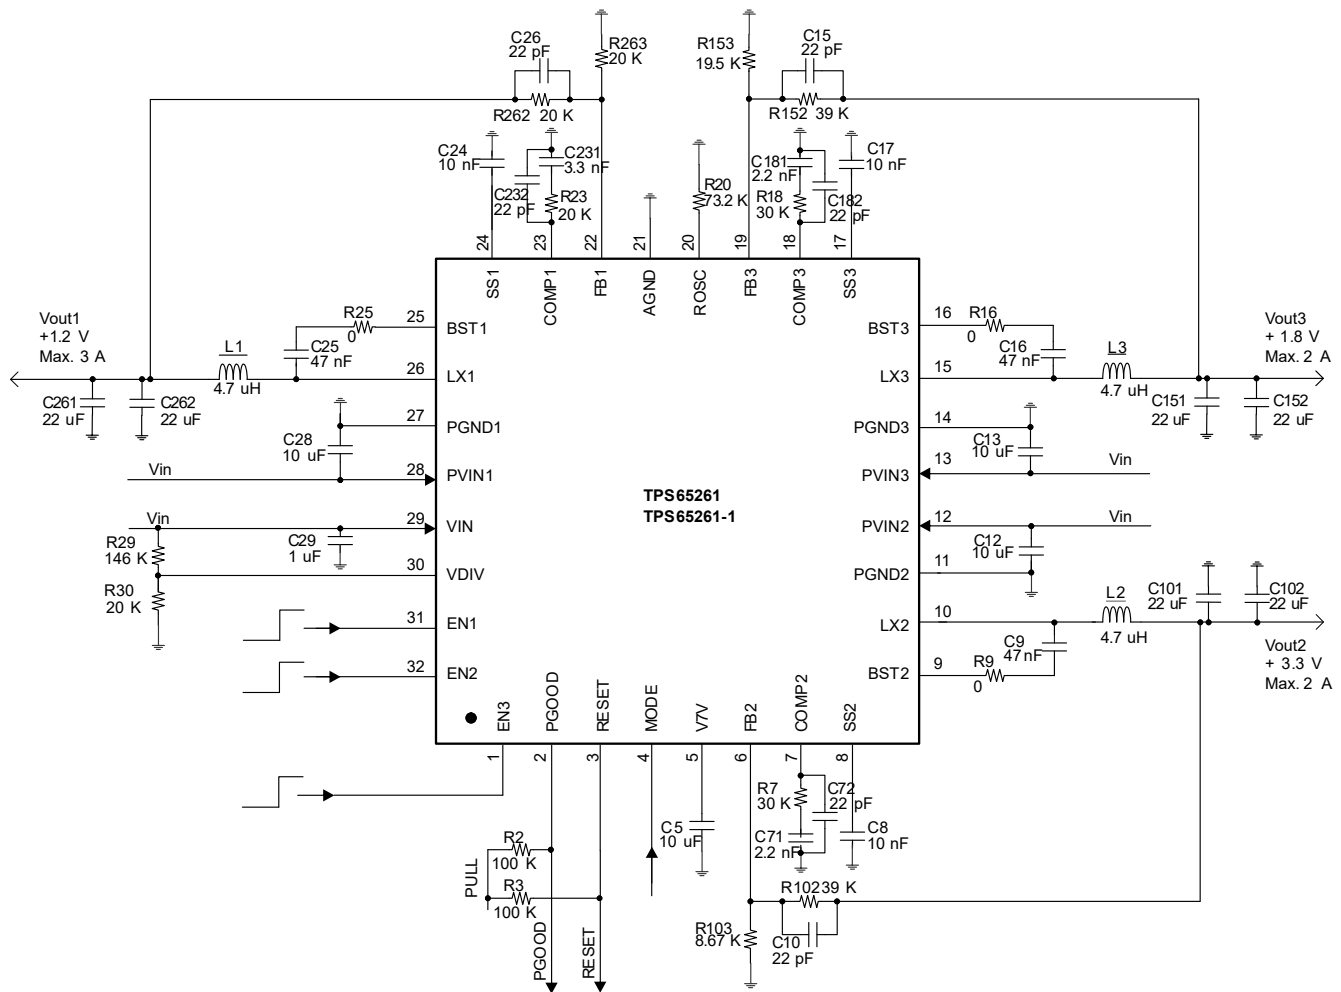 C26
22 pF
R263
20 K
R262 20 K
R153
19.5 K
C15
22 pF
R152 39 K
C24
10 nF
C231
3.3 nF
C232
22 pF
R23
20 K
R20
73.2 K
C181
2.2 nF
R18
30 K
C182
22 pF
C17
10 nF
24
23
22
21
20
19
18
17
SS1
COMP1
FB1
AGND
ROSC
FB3
COMP3
SS3
Vout1
+1.2 V
Max. 3 A
R25
0
C25
47 nF
L1
4.7 uH
C261
22 uF
C262
22 uF
C28
10 uF
Vin
Vin
C29
1 uF
R29
146 K
R30
20 K
25
BST1
26
LX1
27
PGND1
28
PVIN1
29
VIN
30
VDIV
31
EN1
32
EN2
TPS65261
TPS65261-1
16
BST3
15
LX3
14
PGND3
13
PVIN3
12
PVIN2
11
PGND2
10
LX2
9
BST2
R16
0
C16
47 nF
L3
4.7 uH
Vout3
+ 1.8 V
Max. 2 A
C151
22 uF
C152
22 uF
C13
10 uF
Vin
Vin
C12
10 uF
L2
4.7 uH
C101
22 uF
C102
22 uF
C9
47 nF
R9
0
Vout2
+ 3.3 V
Max. 2 A
EN3
PGOOD
RESET
MODE
V7V
FB2
COMP2
SS2
1
2
3
4
5
6
7
8
R2
100 K
R3
100 K
PULL
PGOOD
RESET
C5
10 uF
R7
30 K
C72
22 pF
C71
2.2 nF
C8
10 nF
R102 39 K
R103
8.67 K
C10
22 pF